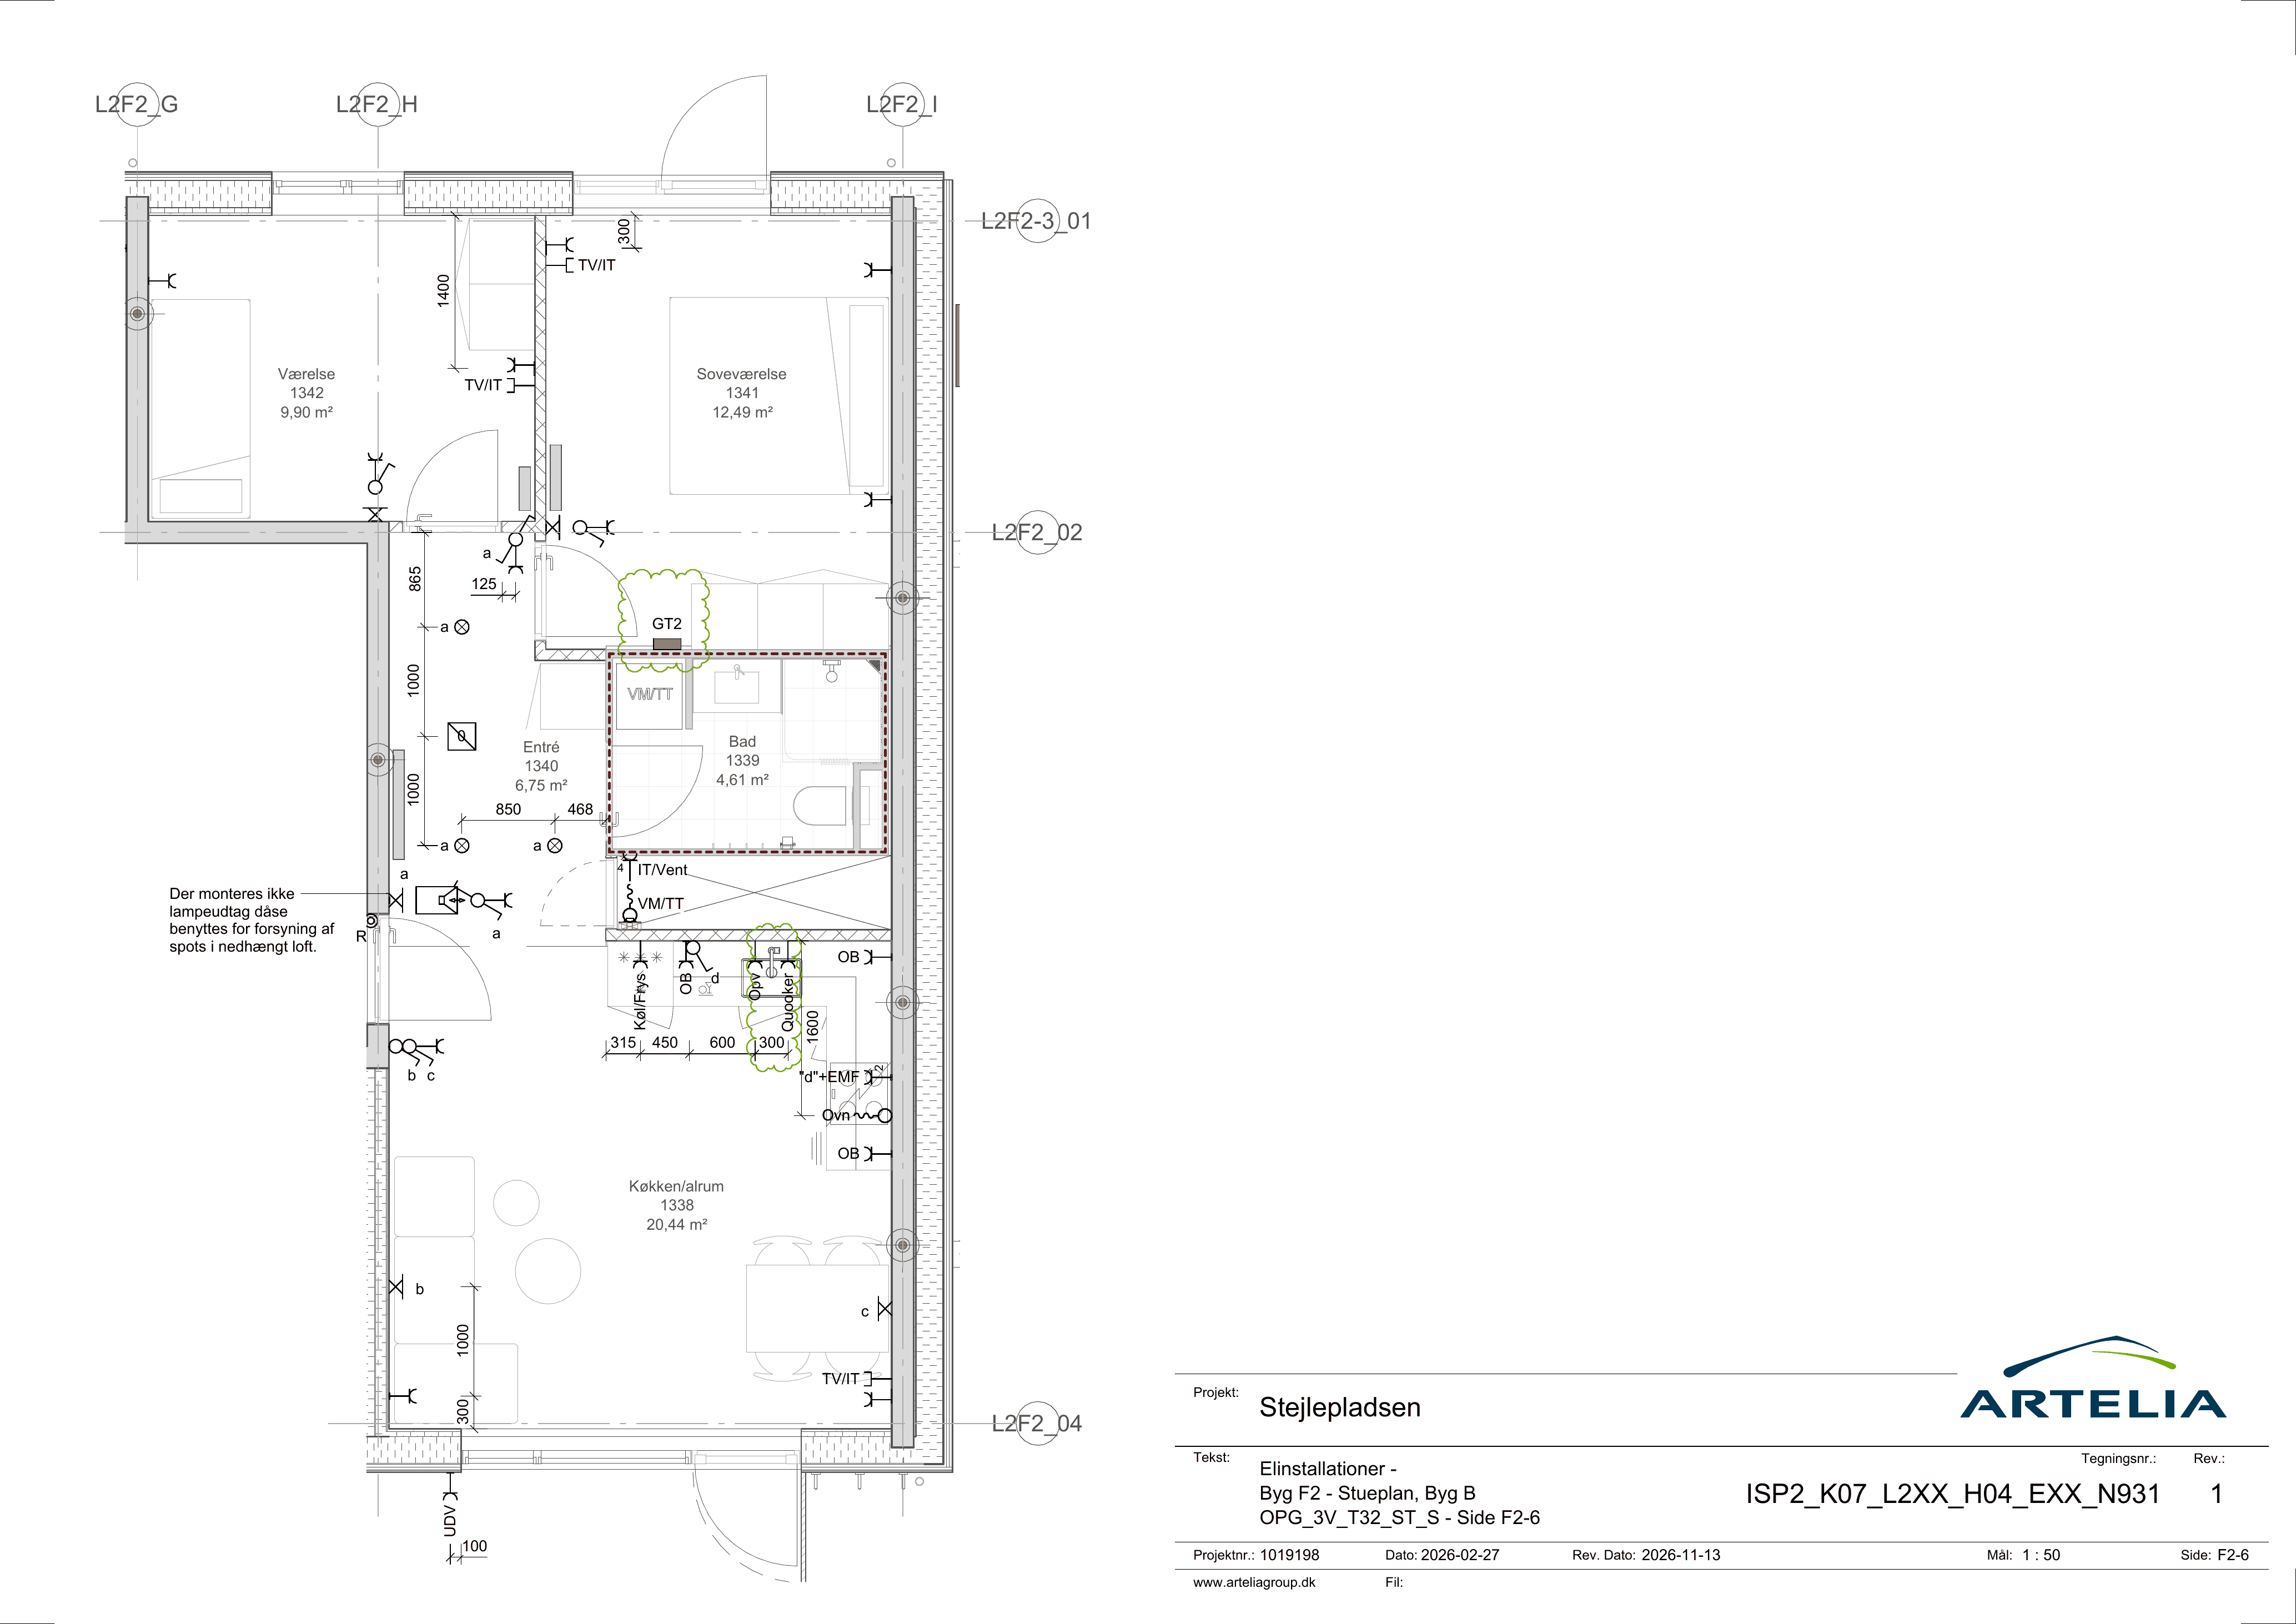 L2F2_G
L2F2_H
L2F2_I
L2F2-3_01
300
TV/IT
1400
Værelse
1342
9,90 m²
TV/IT
Soveværelse
1341
12,49 m²
L2F2_02
a
865
125
a
GT2
1000
VM/TT
0
Entré
1340
6,75 m²
Bad
1339
4,61 m²
1000
850
468
a
a
4
IT/Vent
a
Der monteres ikke
lampeudtag dåse
benyttes for forsyning af
spots i nedhængt loft.
VM/TT
R
a
OB
Køl/Frys
OB
d
Opv
Quooker
1600
315
450
600
300
b
c
"d"+EMF
2
Ovn
OB
Køkken/alrum
1338
20,44 m²
b
c
1000
TV/IT
300
L2F2_04
UDV
100
ARTELIA
Projekt:
Stejlepladsen
Tekst:
Elinstallationer -
Byg F2 - Stueplan, Byg B
OPG_3V_T32_ST_S - Side F2-6
Tegningsnr.:
Rev.:
ISP2_K07_L2XX_H04_EXX_N931
1
Projektnr.: 1019198
Dato: 2026-02-27
Rev. Dato: 2026-11-13
Mål: 1 : 50
Side: F2-6
www.arteliagroup.dk
Fil: